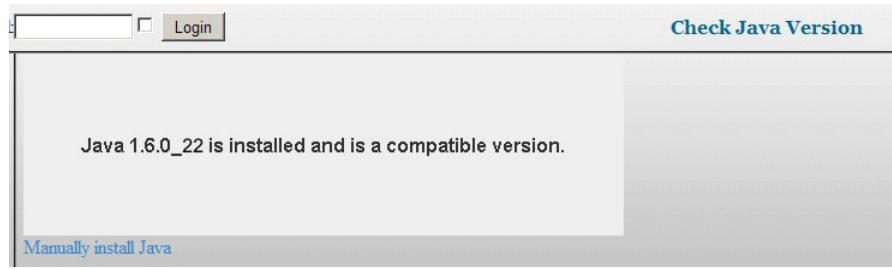 Login
Check Java Version
Java 1.6.0_22 is installed and is a compatible version.
Manually install Java